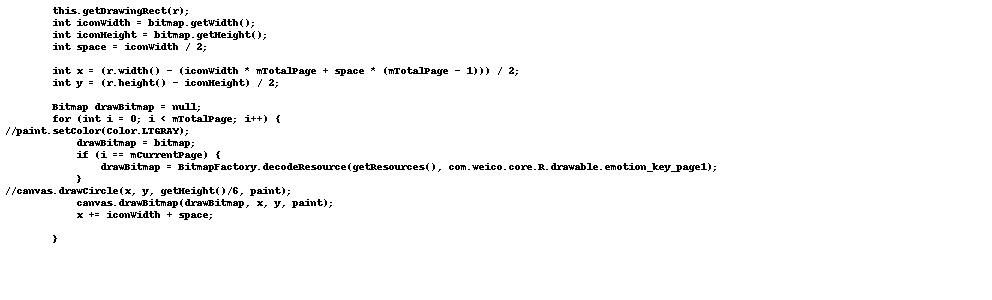 this.getDrawingRect(r);
int iconWidth = bitmap.getWidth();
int iconHeight = bitmap.getHeight();
int space = iconWidth / 2;
int x = (r.width() - (iconWidth * mTotalPage + space * (mTotalPage - 1))) / 2;
int y = (r.height() - iconHeight) / 2;
Bitmap drawBitmap = null;
for (int i = 0; i < mTotalPage; i++) {
//paint.setColor(Color.LTGRAY);
drawBitmap = bitmap;
if (i == mCurrentPage) {
drawBitmap = BitmapFactory.decodeResource(getResources(), com.weico.core.R.drawable.emotion_key_page1);
}
//canvas.drawCircle(x, y, getHeight()/6, paint);
canvas.drawBitmap(drawBitmap, x, y, paint);
x += iconWidth + space;
}